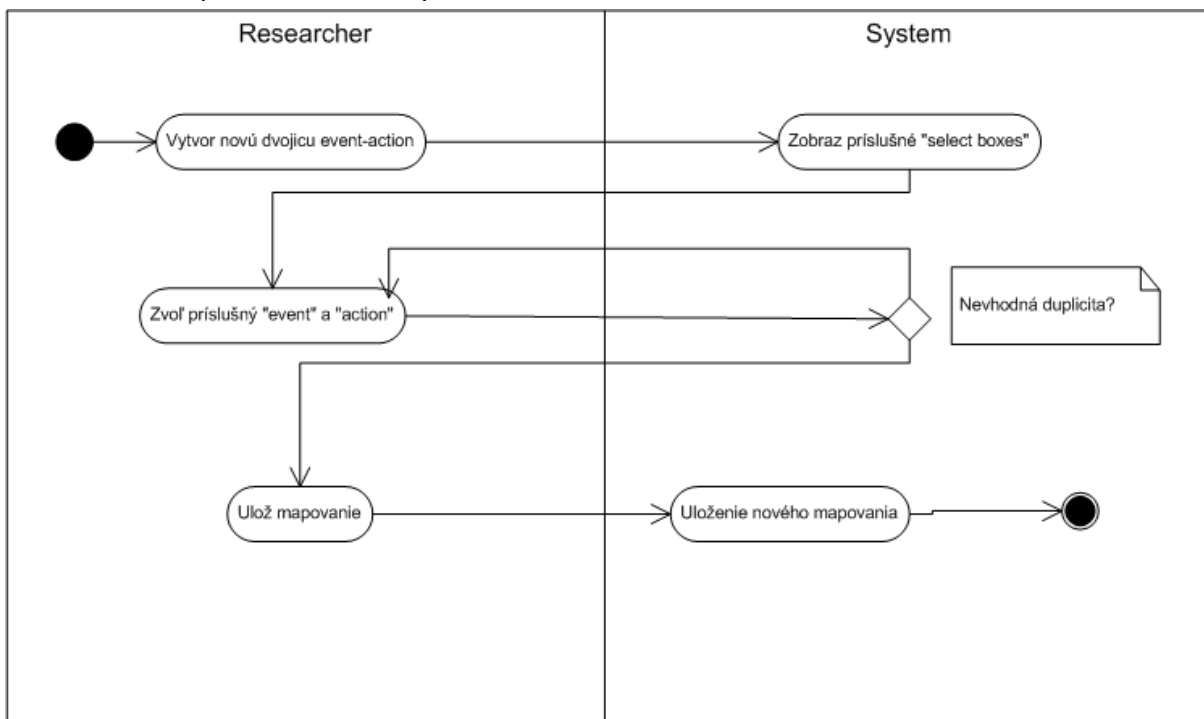 Researcher
System
Vytvor novú dvojicu event-action
Zobraz príslušné "select boxes"
Zvoľ príslušný "event" a "action"
Nevhodná duplicita?
Ulož mapovanie
Uloženie nového mapovania